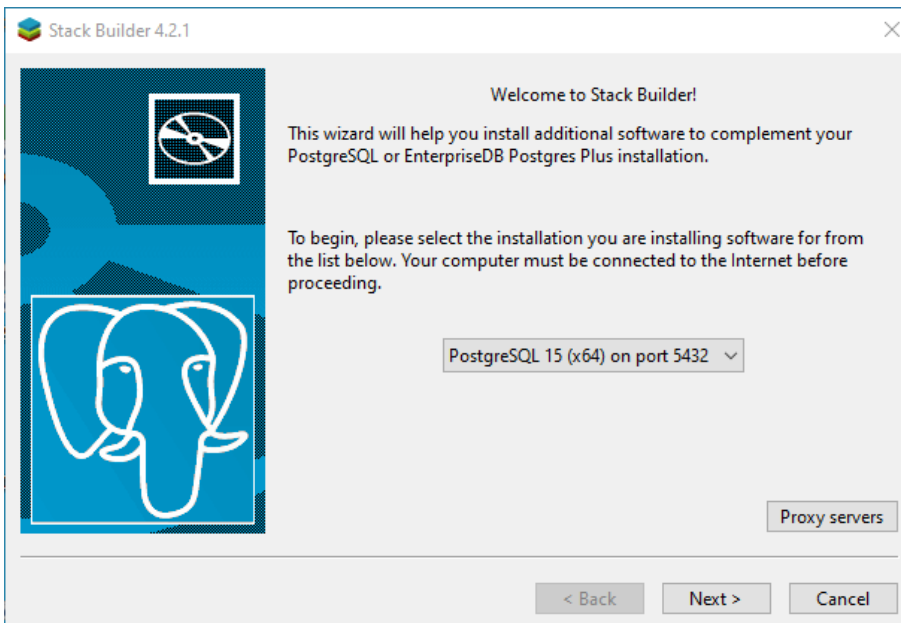 Stack Builder 4.2.1
Welcome to Stack Builder!
This wizard will help you install additional software to complement your
PostgreSQL or EnterpriseDB Postgres Plus installation.
To begin, please select the installation you are installing software for from
the list below. Your computer must be connected to the Internet before
proceeding.
PostgreSQL 15 (x64) on port 5432
Proxy servers
< Back Next > Cancel